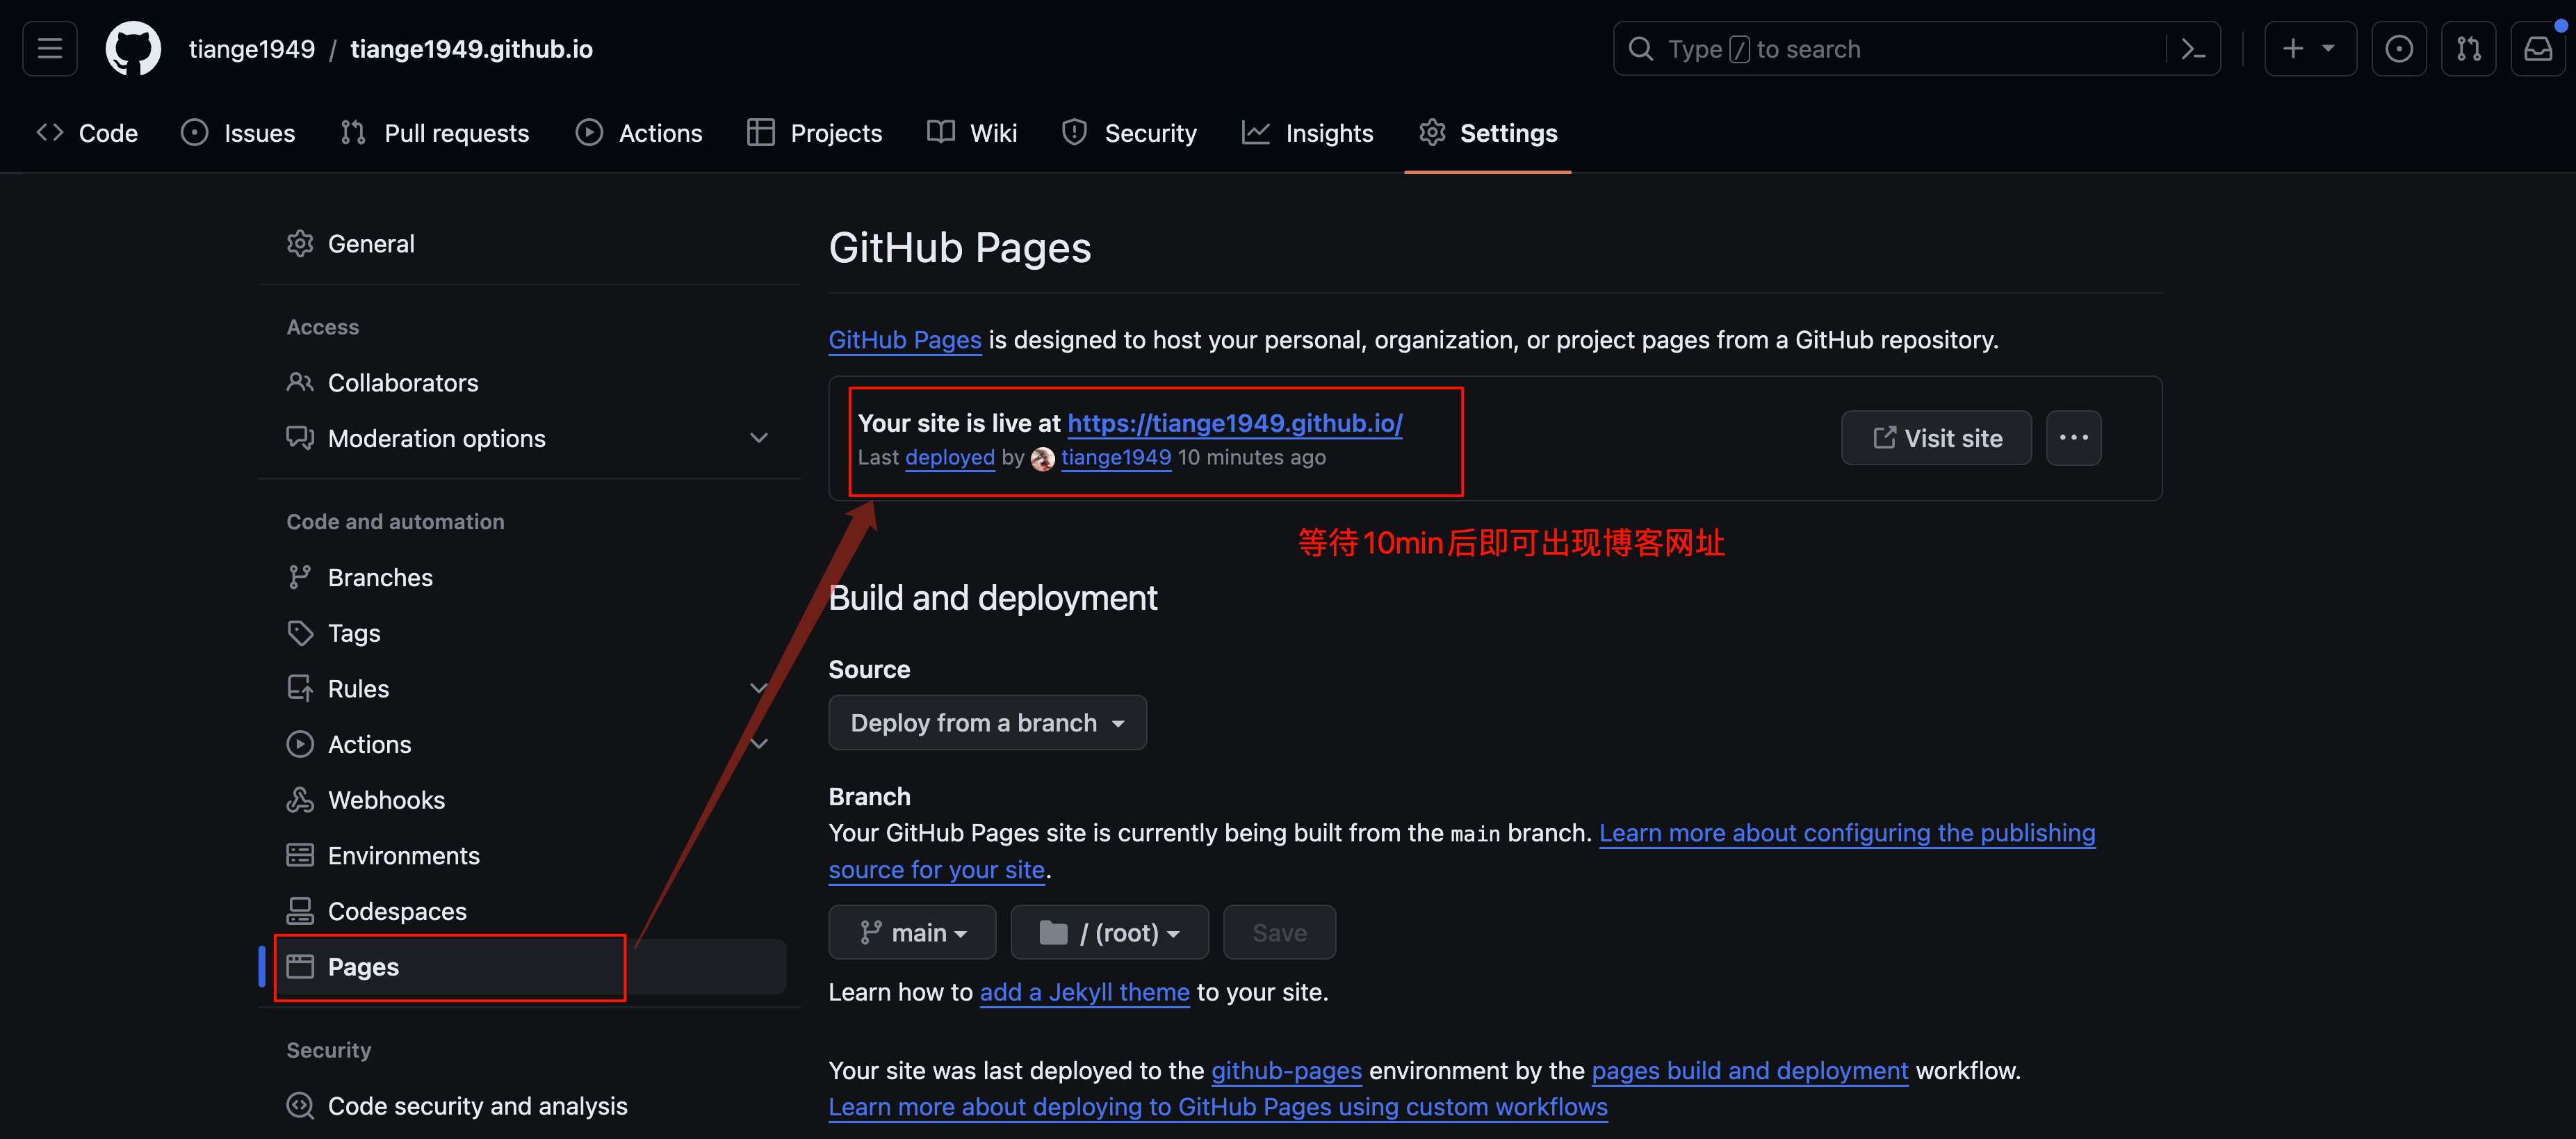 tiange1949 / tiange1949.github.io
Type / to search
Code
Issues
Pull requests
Actions
Projects
Wiki
Security
Insights
Settings
General
Access
Collaborators
Moderation options
Code and automation
Branches
Tags
Rules
Actions
Webhooks
Environments
Codespaces
Pages
Security
Code security and analysis
GitHub Pages
GitHub Pages is designed to host your personal, organization, or project pages from a GitHub repository.
Your site is live at https://tiange1949.github.io/
Last deployed by tiange1949 10 minutes ago
Visit site
等待10min后即可出现博客网址
Build and deployment
Source
Deploy from a branch
Branch
Your GitHub Pages site is currently being built from the main branch. Learn more about configuring the publishing
source for your site.
main
/ (root)
Save
Learn how to add a Jekyll theme to your site.
Your site was last deployed to the github-pages environment by the pages build and deployment workflow.
Learn more about deploying to GitHub Pages using custom workflows